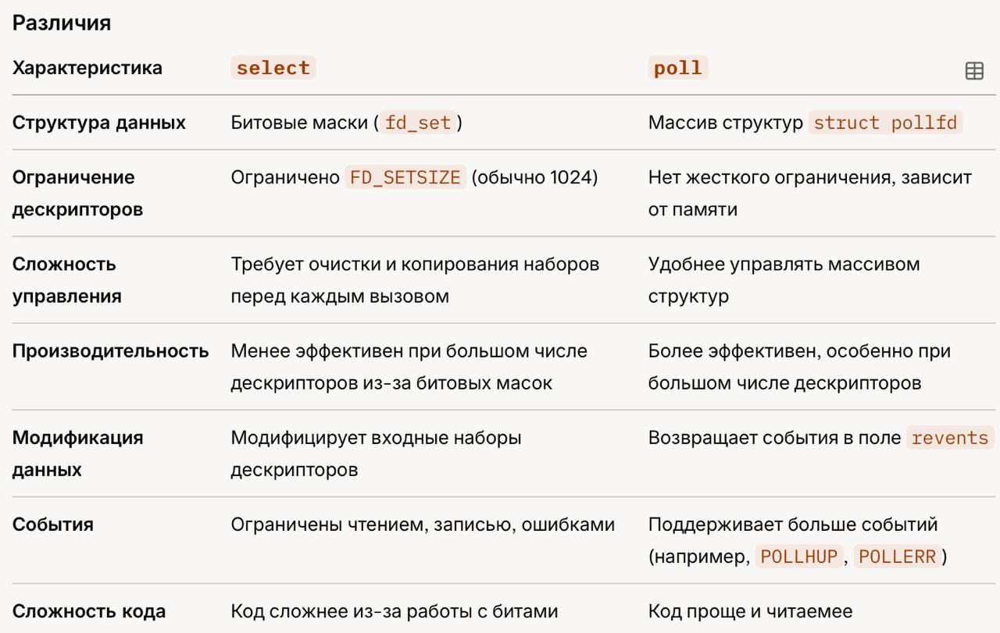 Различия
Характеристика select poll
Структура данных Битовые маски (fd_set) Массив структур struct pollfd
Ограничение Ограничено FD_SETSIZE (обычно 1024) Нет жесткого ограничения, зависит
дескрипторов от памяти
Сложность Требует очистки и копирования наборов Удобнее управлять массивом
управления перед каждым вызовом структур
Производительность Менее эффективен при большом числе Более эффективен, особенно при
дескрипторов из-за битовых масок большом числе дескрипторов
Модификация Модифицирует входные наборы Возвращает события в поле revents
данных дескрипторов
События Ограничены чтением, записью, ошибками Поддерживает больше событий
(например, POLLHUP, POLLERR)
Сложность кода Код сложнее из-за работы с битами Код проще и читаемее